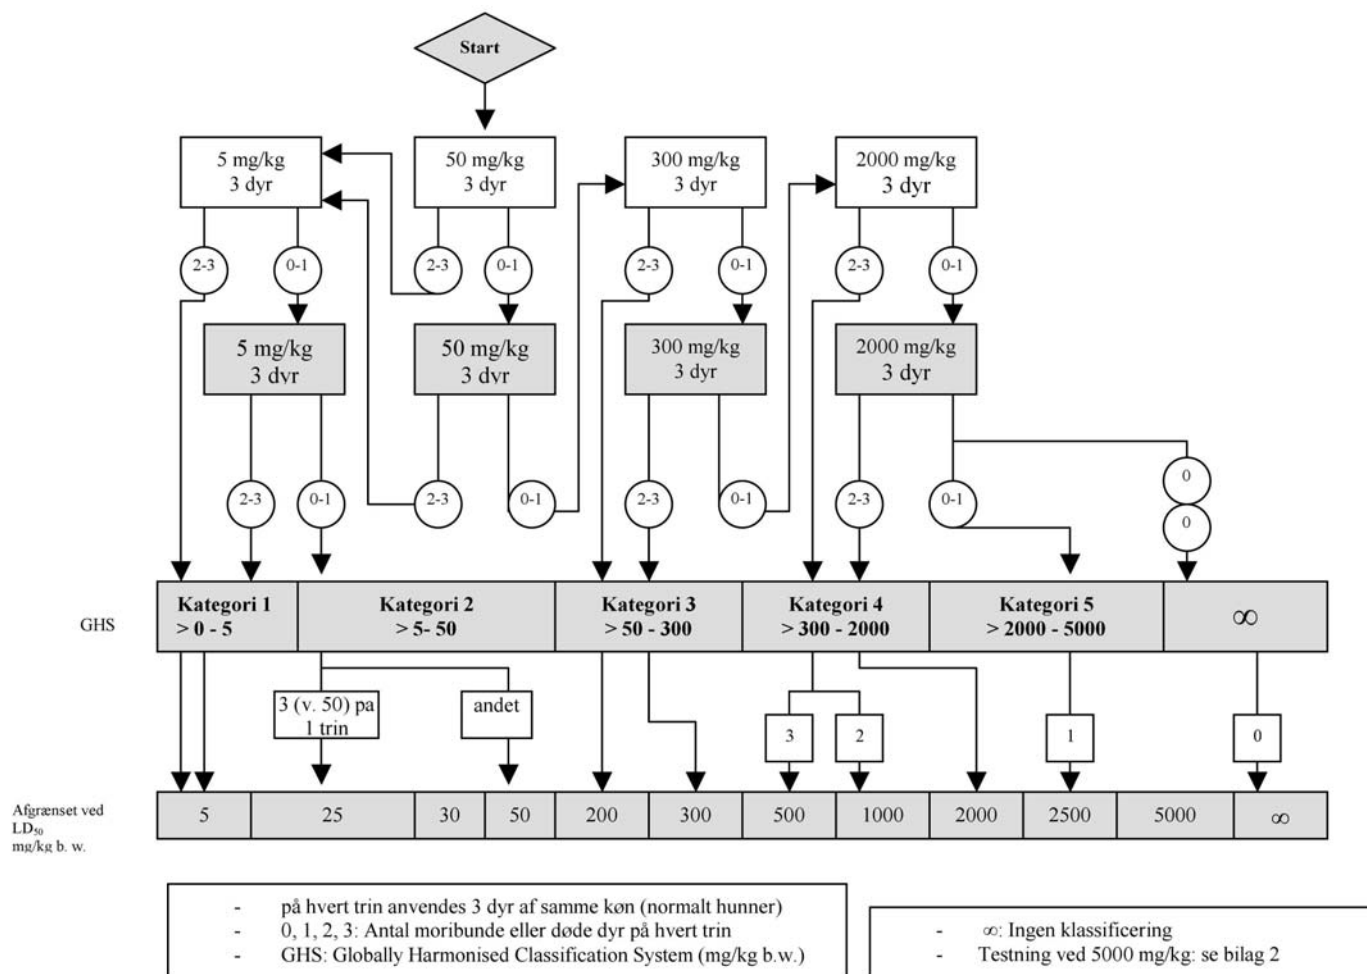 Start
5 mg/kg
3 dyr
50 mg/kg
3 dyr
300 mg/kg
3 dyr
2000 mg/kg
3 dyr
2-3
0-1
2-3
0-1
2-3
0-1
2-3
0-1
5 mg/kg
3 dyr
50 mg/kg
3 dyr
300 mg/kg
3 dyr
2000 mg/kg
3 dyr
2-3
0-1
2-3
0-1
2-3
0-1
2-3
0-1
0
0
GHS
Kategori 1
> 0 - 5
Kategori 2
> 5- 50
Kategori 3
> 50 - 300
Kategori 4
> 300 - 2000
Kategori 5
> 2000 - 5000
∞
3 (v. 50) pa
1 trin
andet
3
2
1
0
Afgrænset ved
LD50
mg/kg b. w.
5
25
30
50
200
300
500
1000
2000
2500
5000
∞
- på hvert trin anvendes 3 dyr af samme køn (normalt hunner)
- 0, 1, 2, 3: Antal moribunde eller døde dyr på hvert trin
- GHS: Globally Harmonised Classification System (mg/kg b.w.)
- ∞: Ingen klassificering
- Testning ved 5000 mg/kg: se bilag 2